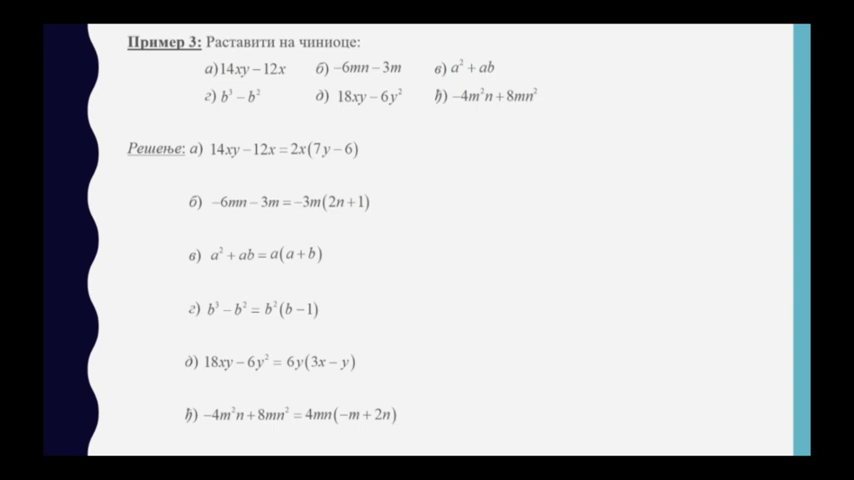 Пример 3: Раставити на чиниоце:
а) 14xy – 12x б) –6mn – 3m в) a² + ab
г) b³ – b² д) 18xy – 6y² ђ) –4m²n + 8mn²
Решење: а) 14xy – 12x = 2x(7y – 6)
б) –6mn – 3m = –3m(2n + 1)
в) a² + ab = a(a + b)
г) b³ – b² = b²(b – 1)
д) 18xy – 6y² = 6y(3x – y)
ђ) –4m²n + 8mn² = 4mn(–m + 2n)